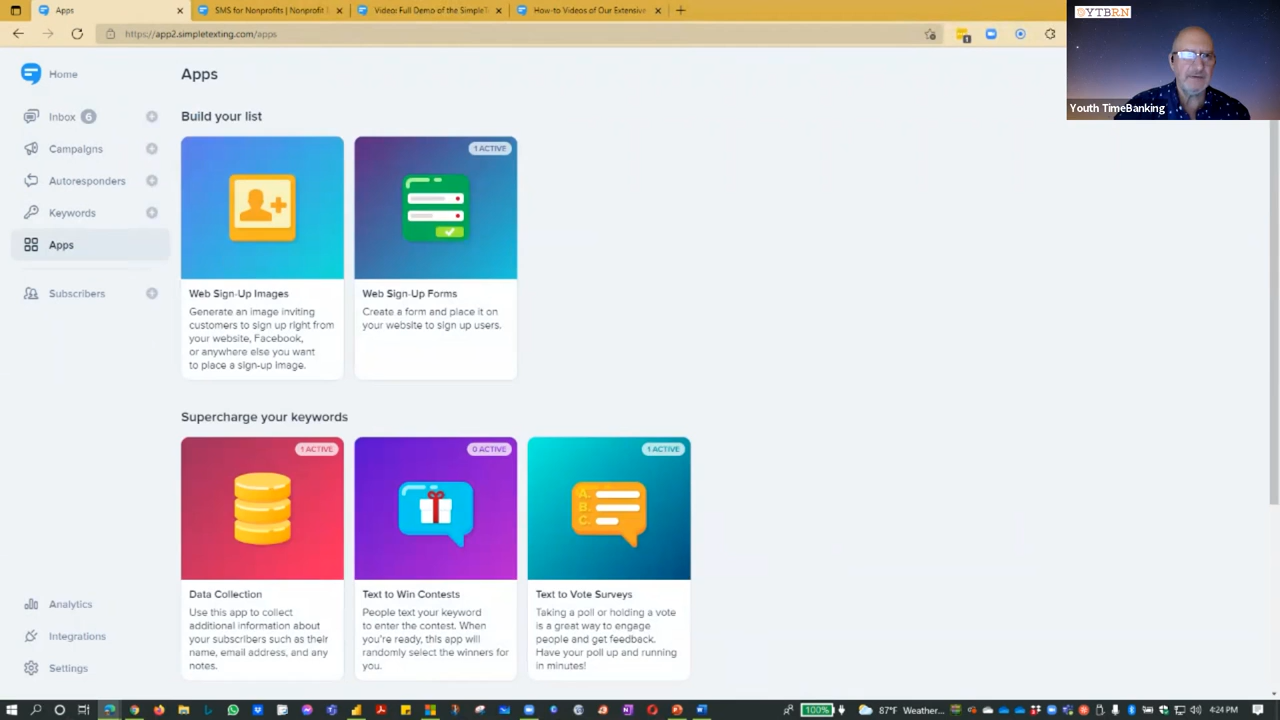 Apps
SMS for Nonprofits | Nonprofit
Video: Full Demo of the SimpleT
How-to Videos of Our Extensive
https://app2.simpletexting.com/apps
YTBRN
Youth TimeBanking
Home
Inbox 6
Campaigns
Autoresponders
Keywords
Apps
Subscribers
Analytics
Integrations
Settings
Apps
Build your list
Web Sign-Up Images
Generate an image inviting
customers to sign up right from
your website, Facebook,
or anywhere else you want
to place a sign-up image.
1 ACTIVE
Web Sign-Up Forms
Create a form and place it on
your website to sign up users.
Supercharge your keywords
1 ACTIVE
Data Collection
Use this app to collect
additional information about
your subscribers such as their
name, email address, and any
notes.
0 ACTIVE
Text to Win Contests
People text your keyword
to enter the contest. When
you're ready, this app will
randomly select the winners for
you.
1 ACTIVE
A.
B.
C.
Text to Vote Surveys
Taking a poll or holding a vote
is a great way to engage
people and get feedback.
Have your poll up and running
in minutes!
100%
87°F Weather...
4:24 PM